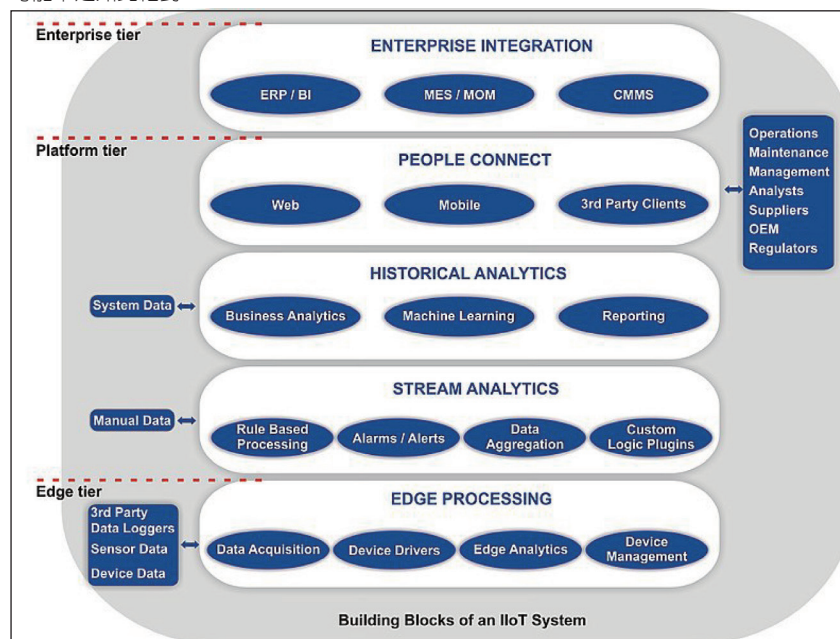 Enterprise tier
ENTERPRISE INTEGRATION
ERP / BI
MES / MOM
CMMS
Platform tier
PEOPLE CONNECT
Web
Mobile
3rd Party Clients
Operations
Maintenance
Management
Analysts
Suppliers
OEM
Regulators
HISTORICAL ANALYTICS
System Data
Business Analytics
Machine Learning
Reporting
STREAM ANALYTICS
Manual Data
Rule Based
Processing
Alarms / Alerts
Data
Aggregation
Custom
Logic Plugins
Edge tier
EDGE PROCESSING
3rd Party
Data Loggers
Sensor Data
Device Data
Data Acquisition
Device Drivers
Edge Analytics
Device
Management
Building Blocks of an IIoT System